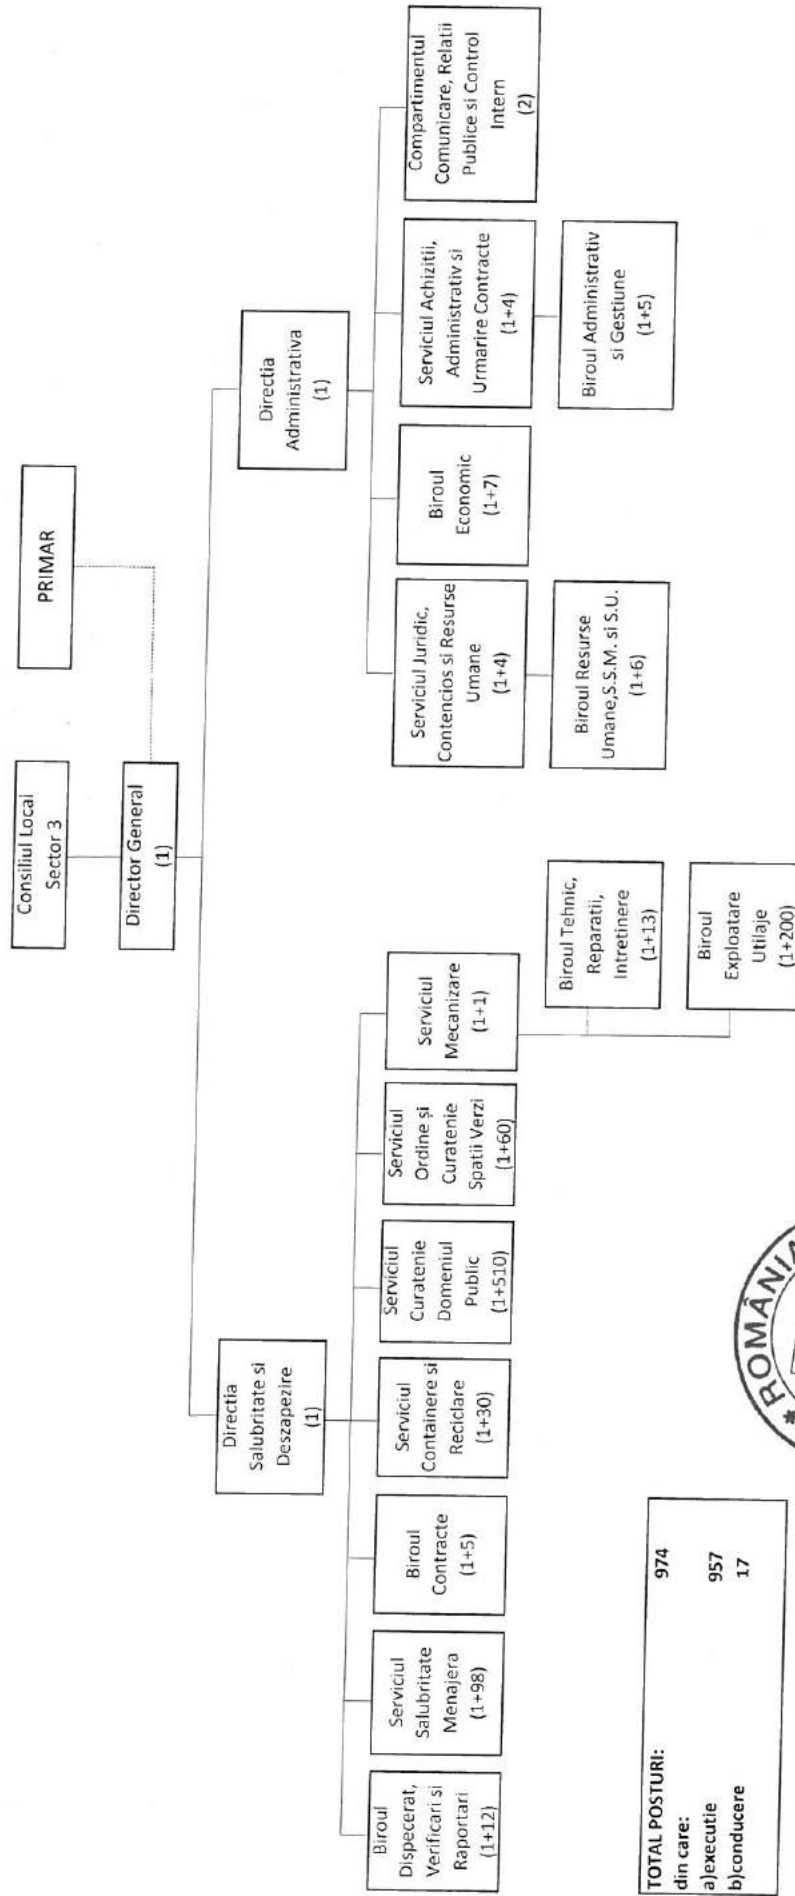 Consiliul Local
Sector 3
PRIMAR
Director General
(1)
Directia
Salubritate si
Deszapezire
(1)
Directia
Administrativa
(1)
Biroul
Dispecerat,
Verificari si
Raportari
(1+12)
Serviciul
Salubritate
Menajera
(1+98)
Biroul
Contracte
(1+5)
Serviciul
Containere si
Reciclare
(1+30)
Serviciul
Curatenie
Domeniul
Public
(1+510)
Serviciul
Ordine și
Curatenie
Spatii Verzi
(1+60)
Serviciul
Mecanizare
(1+1)
Biroul Tehnic,
Reparatii,
Intretinere
(1+13)
Biroul
Exploatare
Utilaje
(1+200)
Serviciul Juridic,
Contencios si Resurse
Umane
(1+4)
Biroul Resurse
Umane,S.S.M. si S.U.
(1+6)
Biroul
Economic
(1+7)
Serviciul Achizitii,
Administrativ si
Urmarire Contracte
(1+4)
Biroul Administrativ
si Gestiune
(1+5)
Compartimentul
Comunicare, Relatii
Publice si Control
Intern
(2)
TOTAL POSTURI: 974
din care:
a)executie 957
b)conducere 17
* ROMÂNIA